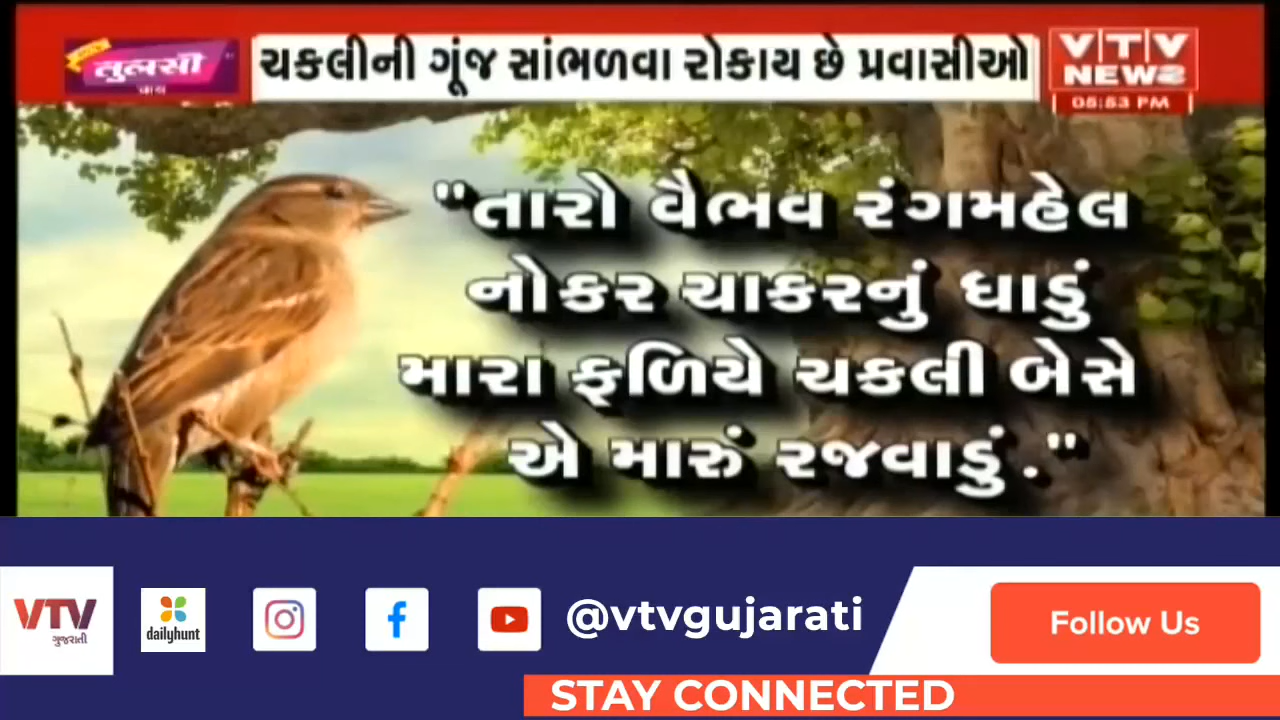 તુલસી
ચકલીની ગૂંજ સાંભળવા રોકાય છે પ્રવાસીઓ
VTV
NEWS
05:53 PM
"તારો વૈભવ રંગમહેલ
નોકર ચાકરનું ધાડું
મારા ફળિયે ચકલી બેસે
એ મારું રજવાડું."
VTV
ગુજરાતી
dailyhunt
@vtvgujarati
Follow Us
STAY CONNECTED